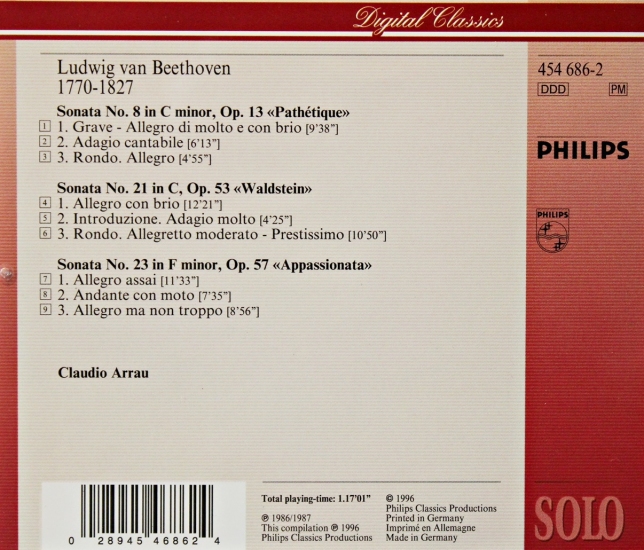 Digital Classics
Ludwig van Beethoven
1770-1827
454 686-2
DDD PM
Sonata No. 8 in C minor, Op. 13 «Pathétique»
1 1. Grave - Allegro di molto e con brio [9'38"]
2 2. Adagio cantabile [6'13"]
3 3. Rondo. Allegro [4'55"]
PHILIPS
Sonata No. 21 in C, Op. 53 «Waldstein»
4 1. Allegro con brio [12'21"]
5 2. Introduzione. Adagio molto [4'25"]
6 3. Rondo. Allegretto moderato - Prestissimo [10'50"]
PHILIPS
Sonata No. 23 in F minor, Op. 57 «Appassionata»
7 1. Allegro assai [11'33"]
8 2. Andante con moto [7'35"]
9 3. Allegro ma non troppo [8'56"]
Claudio Arrau
0 28945 46862 4
Total playing-time: 1.17'01"
℗ 1986/1987
This compilation ℗ 1996
Philips Classics Productions
© 1996
Philips Classics Productions
Printed in Germany
Imprimé en Allemagne
Made in Germany
SOLO